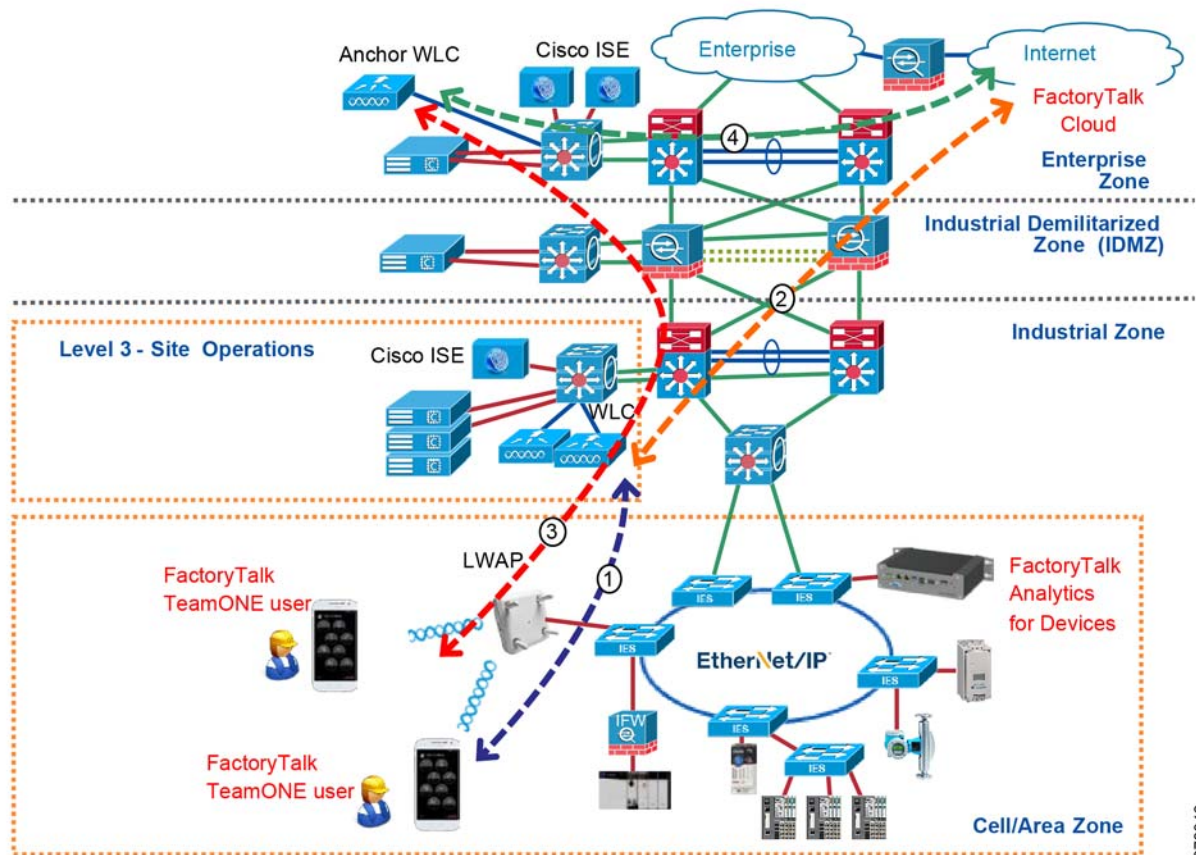 Anchor WLC
Cisco ISE
Enterprise
Internet
FactoryTalk
Cloud
4
Enterprise
Zone
Industrial Demilitarized
Zone (IDMZ)
2
Level 3 - Site Operations
Industrial Zone
Cisco ISE
WLC
3
LWAP
1
FactoryTalk
TeamONE user
IES
IES
FactoryTalk
Analytics
for Devices
IES
EtherNet/IP
IES
FactoryTalk
TeamONE user
IFW
IES
IES
Cell/Area Zone